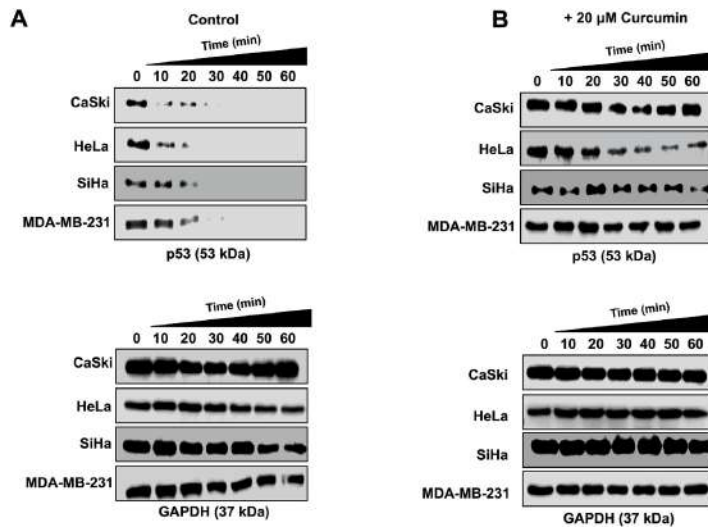 A
Control
Time (min)
0 10 20 30 40 50 60
CaSki
HeLa
SiHa
MDA-MB-231
p53 (53 kDa)
Time (min)
0 10 20 30 40 50 60
CaSki
HeLa
SiHa
MDA-MB-231
GAPDH (37 kDa)
B
+ 20 µM Curcumin
Time (min)
0 10 20 30 40 50 60
CaSki
HeLa
SiHa
MDA-MB-231
p53 (53 kDa)
Time (min)
0 10 20 30 40 50 60
CaSki
HeLa
SiHa
MDA-MB-231
GAPDH (37 kDa)